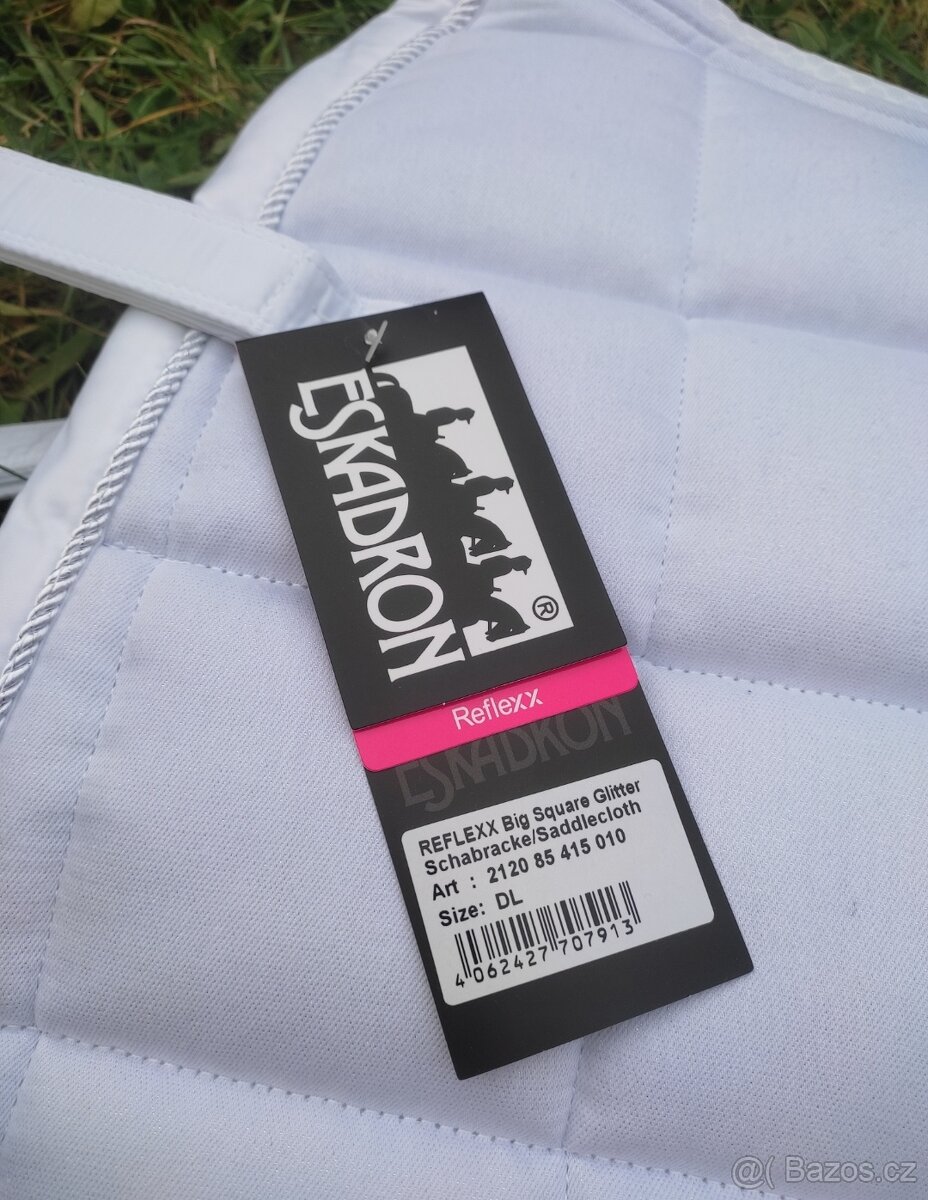 ESKADRON
®
Reflexx
ESKADRON
REFLEXX Big Square Glitter
Schabracke/Saddlecloth
Art : 2120 85 415 010
Size: DL
4 062427 707913
@( Bazos.cz